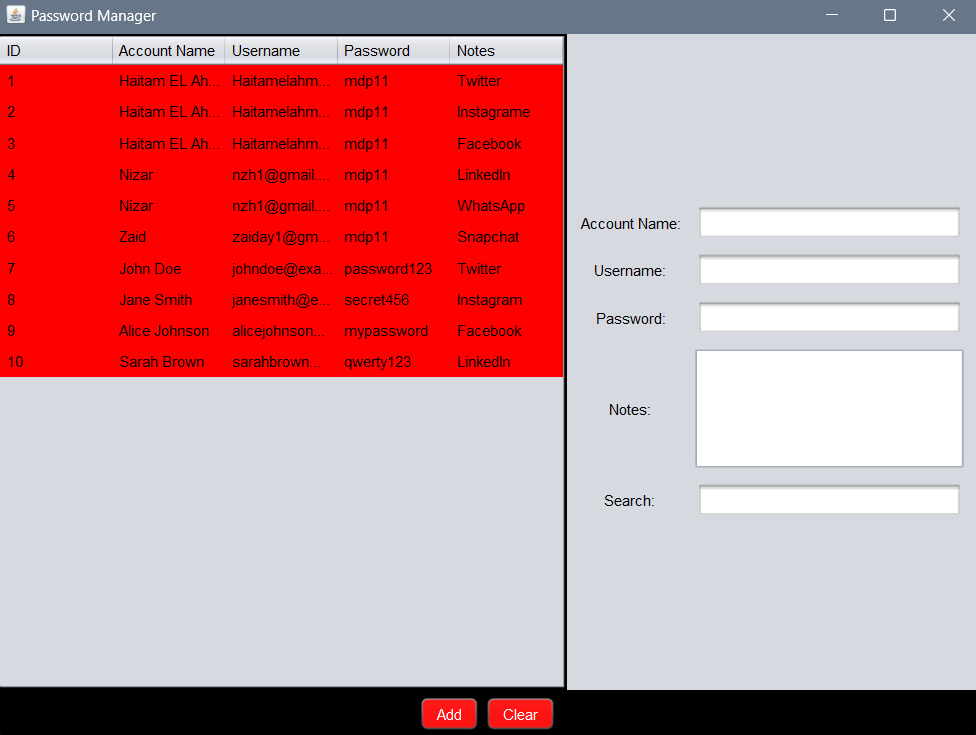 Password Manager
ID Account Name Username Password Notes
1 Haitam EL Ah... Haitamelahm... mdp11 Twitter
2 Haitam EL Ah... Haitamelahm... mdp11 Instagrame
3 Haitam EL Ah... Haitamelahm... mdp11 Facebook
4 Nizar nzh1@gmail.... mdp11 LinkedIn
5 Nizar nzh1@gmail.... mdp11 WhatsApp
6 Zaid zaiday1@gm... mdp11 Snapchat
7 John Doe johndoe@exa... password123 Twitter
8 Jane Smith janesmith@e... secret456 Instagram
9 Alice Johnson alicejohnson... mypassword Facebook
10 Sarah Brown sarahbrown... qwerty123 LinkedIn
Account Name:
Username:
Password:
Notes:
Search:
Add Clear